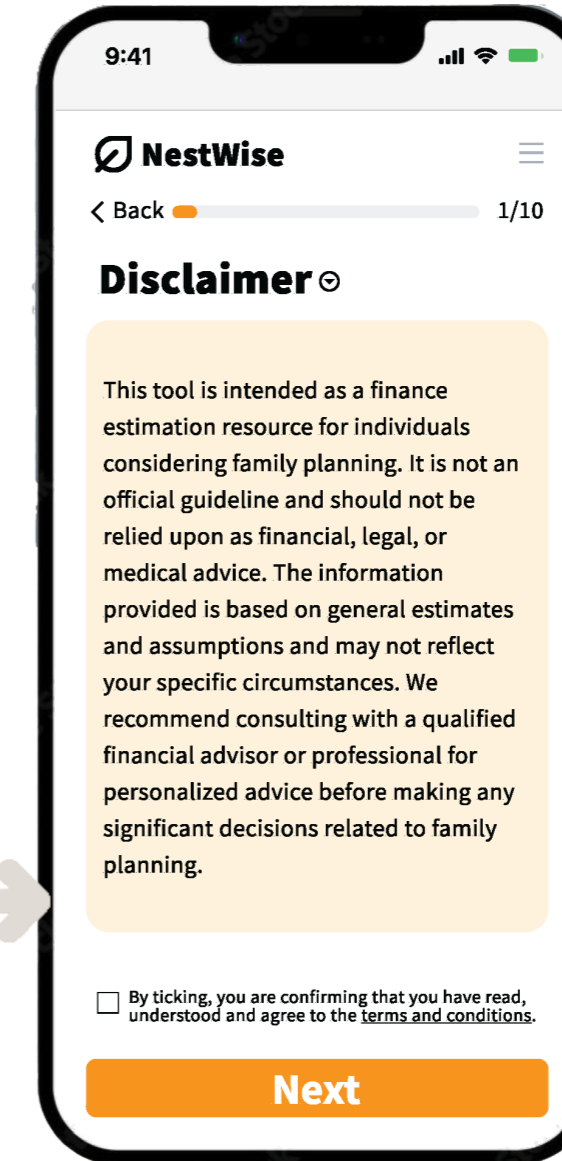 9:41
NestWise
Back
1/10
Disclaimer
This tool is intended as a finance
estimation resource for individuals
considering family planning. It is not an
official guideline and should not be
relied upon as financial, legal, or
medical advice. The information
provided is based on general estimates
and assumptions and may not reflect
your specific circumstances. We
recommend consulting with a qualified
financial advisor or professional for
personalized advice before making any
significant decisions related to family
planning.
By ticking, you are confirming that you have read,
understood and agree to the terms and conditions.
Next